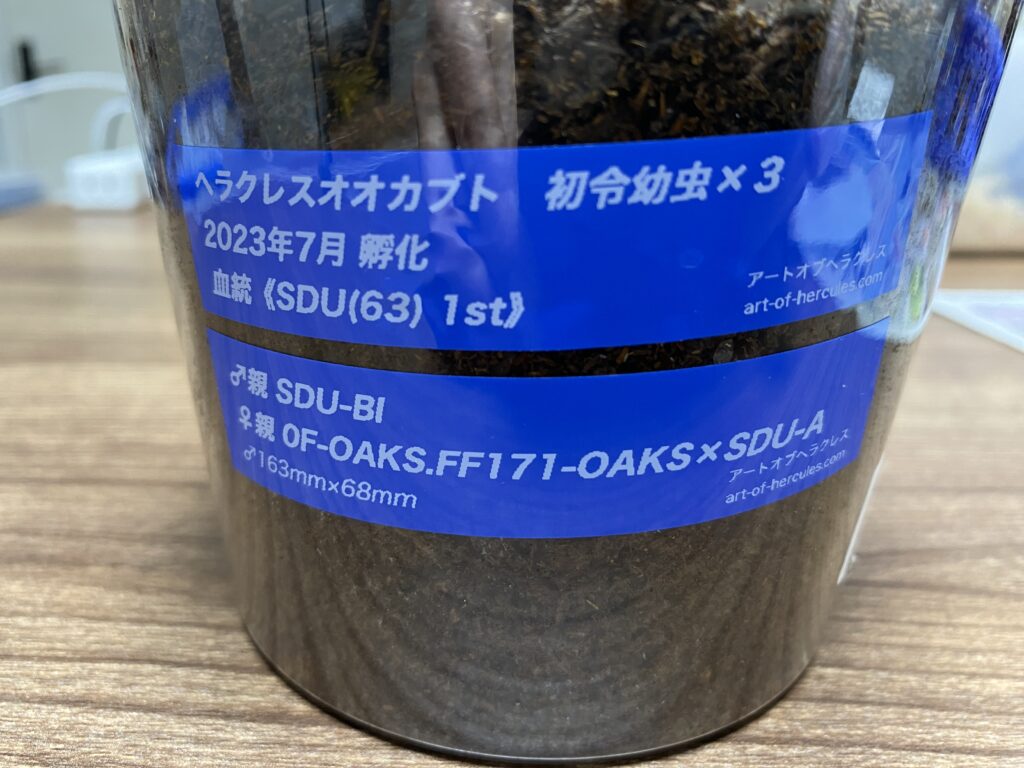 ヘラクレスオオカブト 初令幼虫×3
2023年7月 孵化
血統《SDU(63) 1st》
アートオブヘラクレス
art-of-hercules.com
♂親 SDU-BI
♀親 OF-OAKS.FF171-OAKS×SDU-A
♂163mm×68mm
アートオブヘラクレス
art-of-hercules.com